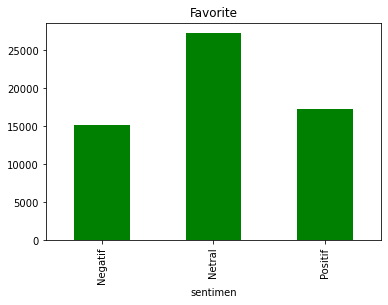 Favorite
25000
20000
15000
10000
5000
0
Negatif
Netral
Positif
sentimen